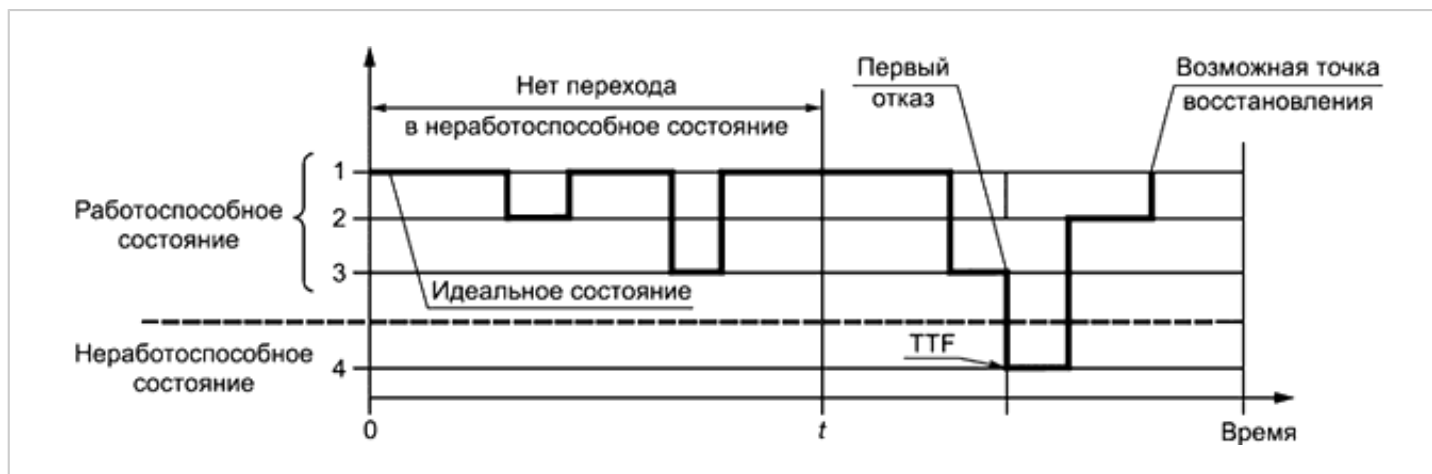 Нет перехода
в неработоспособное состояние
Первый
отказ
Возможная точка
восстановления
Работоспособное
состояние
1
2
3
Идеальное состояние
Неработоспособное
состояние
4
TTF
0
t
Время